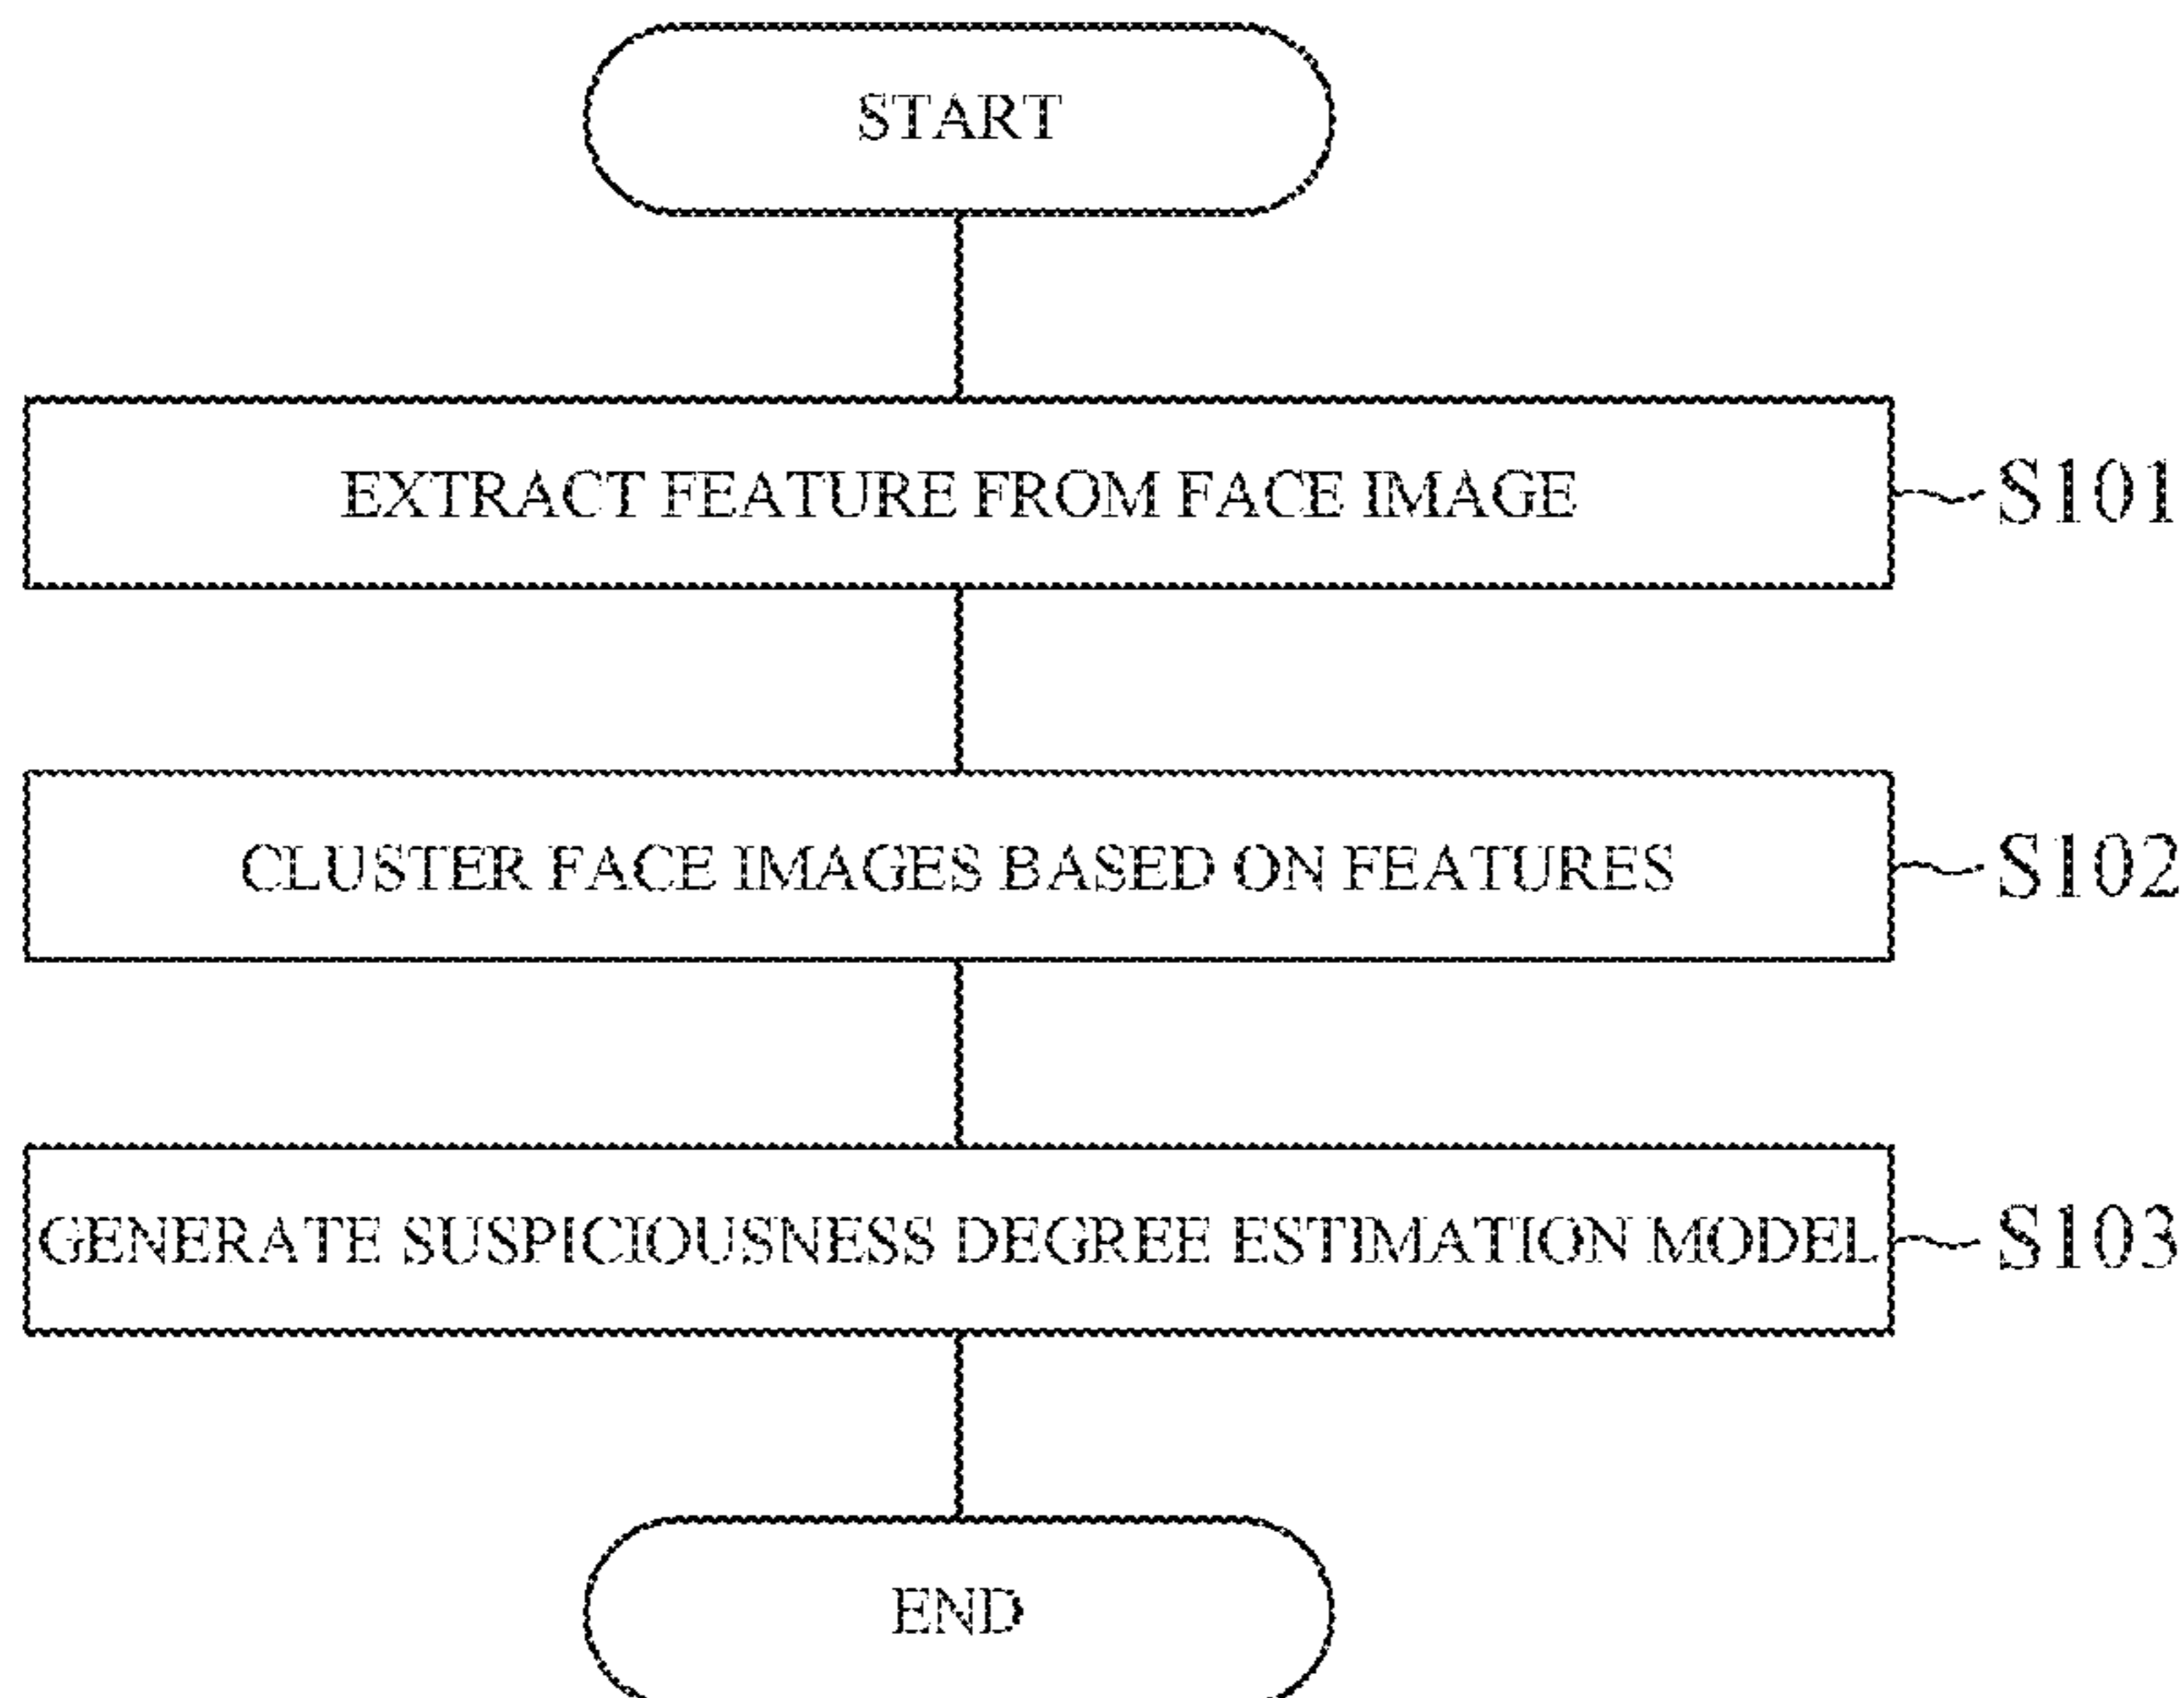 START
EXTRACT FEATURE FROM FACE IMAGE
S101
CLUSTER FACE IMAGES BASED ON FEATURES
S102
GENERATE SUSPICIOUSNESS DEGREE ESTIMATION MODEL
S103
END